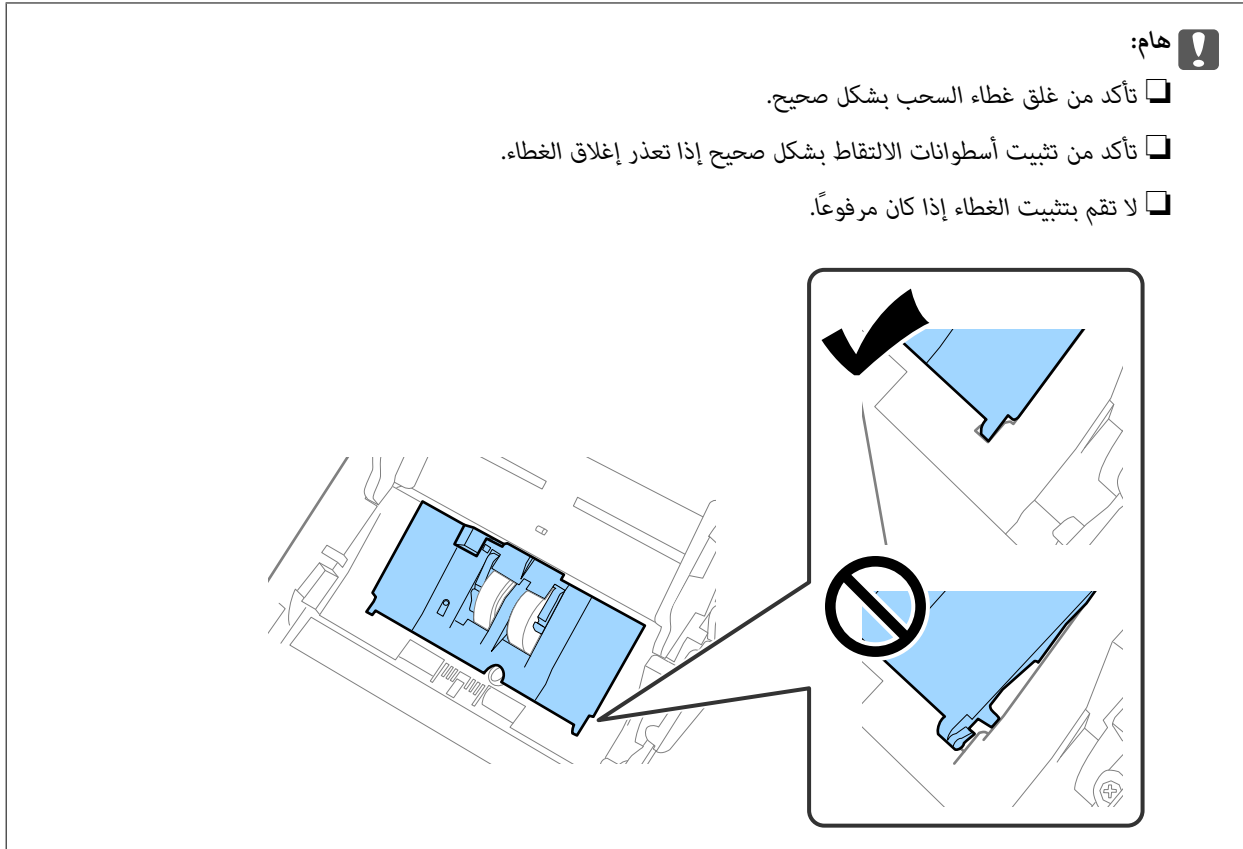 هام:
❏ تأكد من غلق غطاء السحب بشكل صحيح.
❏ تأكد من تثبيت أسطوانات الالتقاط بشكل صحيح إذا تعذر إغلاق الغطاء.
❏ لا تقم بتثبيت الغطاء إذا كان مرفوعًا.